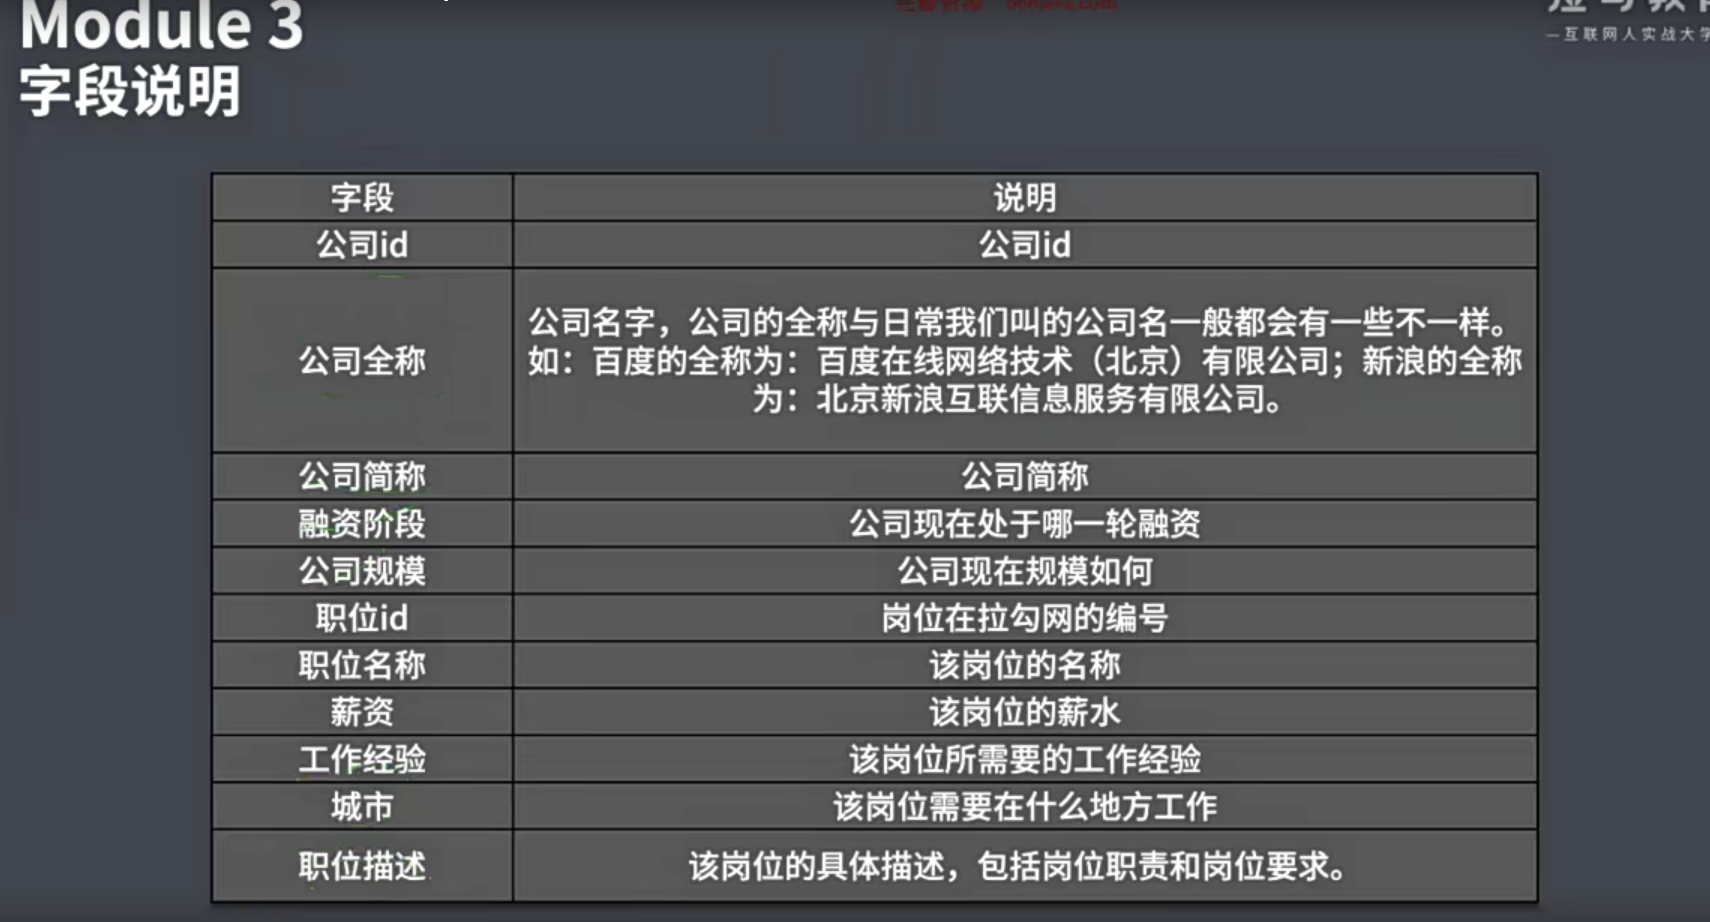 Module 3
字段说明
—互联网人实战大学
字段 说明
公司id 公司id
公司全称 公司名字，公司的全称与日常我们叫的公司名一般都会有一些不一样。
如：百度的全称为：百度在线网络技术（北京）有限公司；新浪的全称
为：北京新浪互联信息服务有限公司。
公司简称 公司简称
融资阶段 公司现在处于哪一轮融资
公司规模 公司现在规模如何
职位id 岗位在拉勾网的编号
职位名称 该岗位的名称
薪资 该岗位的薪水
工作经验 该岗位所需要的工作经验
城市 该岗位需要在什么地方工作
职位描述 该岗位的具体描述，包括岗位职责和岗位要求。